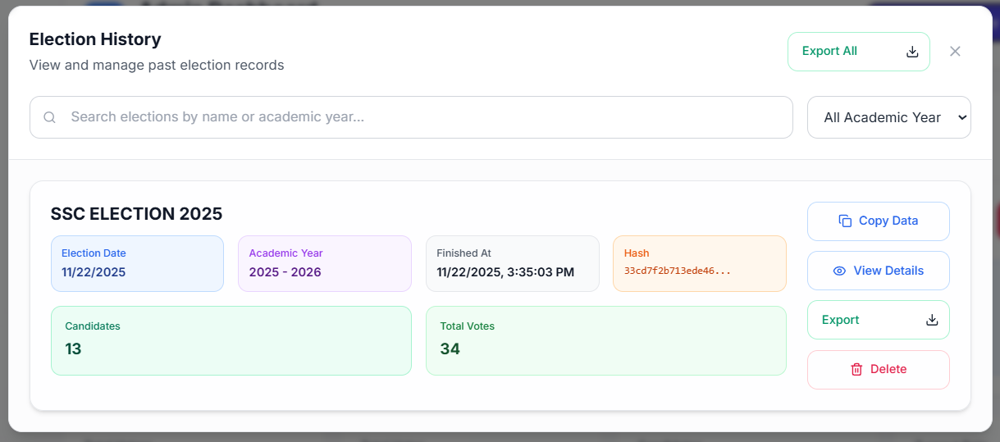 Election History
View and manage past election records
Export All
Search elections by name or academic year...
All Academic Year
SSC ELECTION 2025
Election Date
11/22/2025
Academic Year
2025 - 2026
Finished At
11/22/2025, 3:35:03 PM
Hash
33cd7f2b713ede46...
Candidates
13
Total Votes
34
Copy Data
View Details
Export
Delete